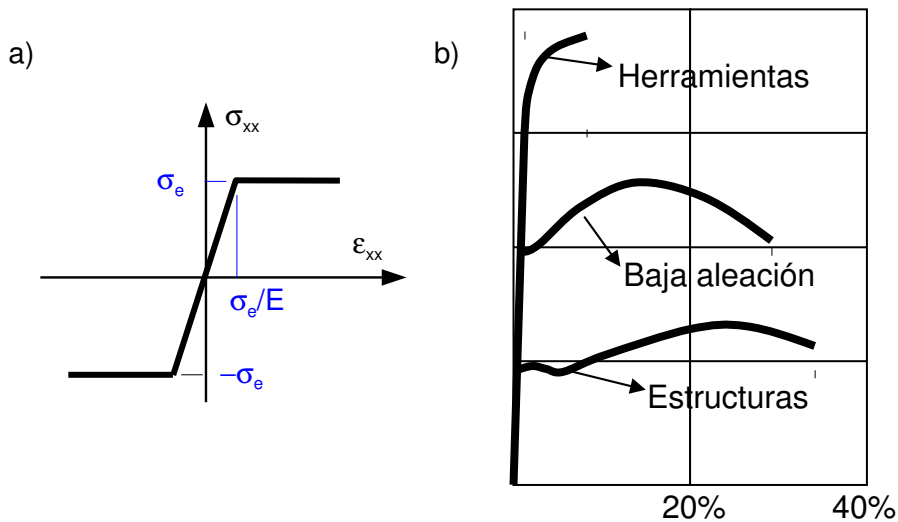 a)
σxx
σe
εxx
σe/E
−σe
b)
Herramientas
Baja aleación
Estructuras
20%
40%